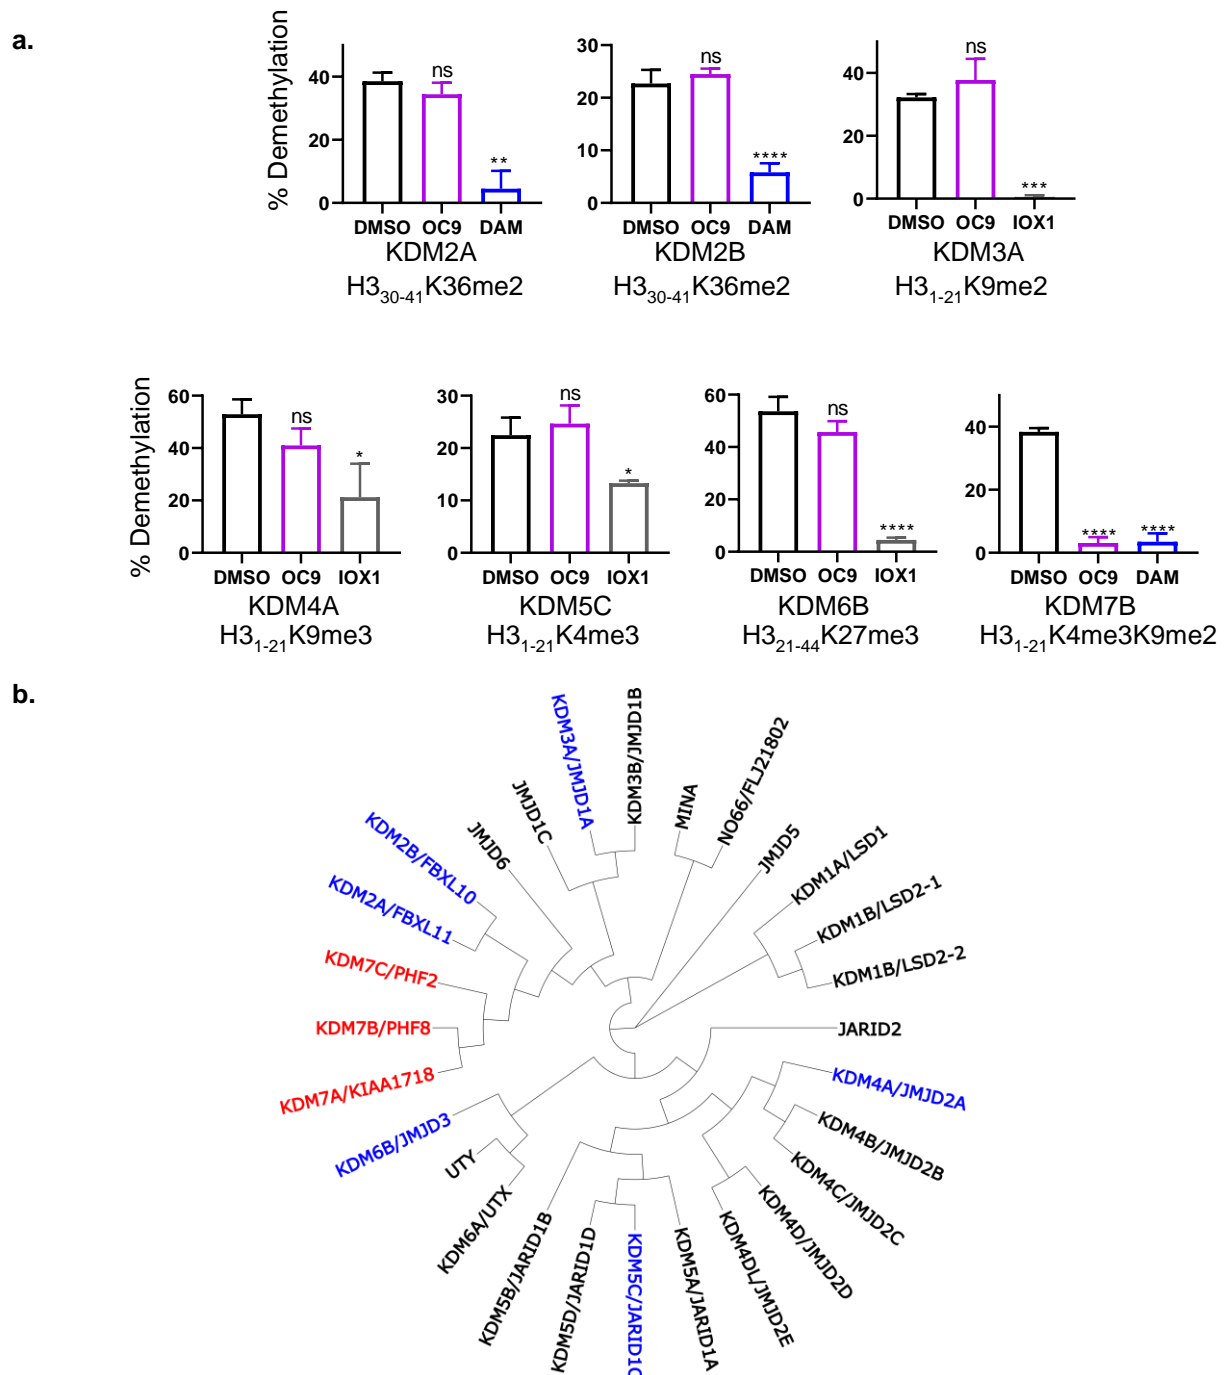 a.
% Demethylation
40
20
0
ns
**
DMSO OC9 DAM
KDM2A
H3₃₀₋₄₁K36me2
30
20
10
0
ns
****
DMSO OC9 DAM
KDM2B
H3₃₀₋₄₁K36me2
40
20
0
ns
***
DMSO OC9 IOX1
KDM3A
H3₁₋₂₁K9me2
% Demethylation
60
40
20
0
ns
*
DMSO OC9 IOX1
KDM4A
H3₁₋₂₁K9me3
30
20
10
0
ns
*
DMSO OC9 IOX1
KDM5C
H3₁₋₂₁K4me3
60
40
20
0
ns
****
DMSO OC9 IOX1
KDM6B
H3₂₁₋₄₄K27me3
40
20
0
**** ****
DMSO OC9 DAM
KDM7B
H3₁₋₂₁K4me3K9me2
b.
KDM3A/JMJD1A
KDM3B/JMJD1B
MINA
NO66/FLJ21802
JMJD5
KDM1A/LSD1
KDM1B/LSD2-1
KDM1B/LSD2-2
JARID2
KDM4A/JMJD2A
KDM4B/JMJD2B
KDM4C/JMJD2C
KDM4D/JMJD2D
KDM4DL/JMJD2E
KDM5A/JARID1A
KDM5C/JARID1C
KDM5D/JARID1D
KDM5B/JARID1B
KDM6A/UTX
UTY
KDM6B/JMJD3
KDM7A/KIAA1718
KDM7B/PHF8
KDM7C/PHF2
KDM2A/FBXL11
KDM2B/FBXL10
JMJD6
JMJD1C